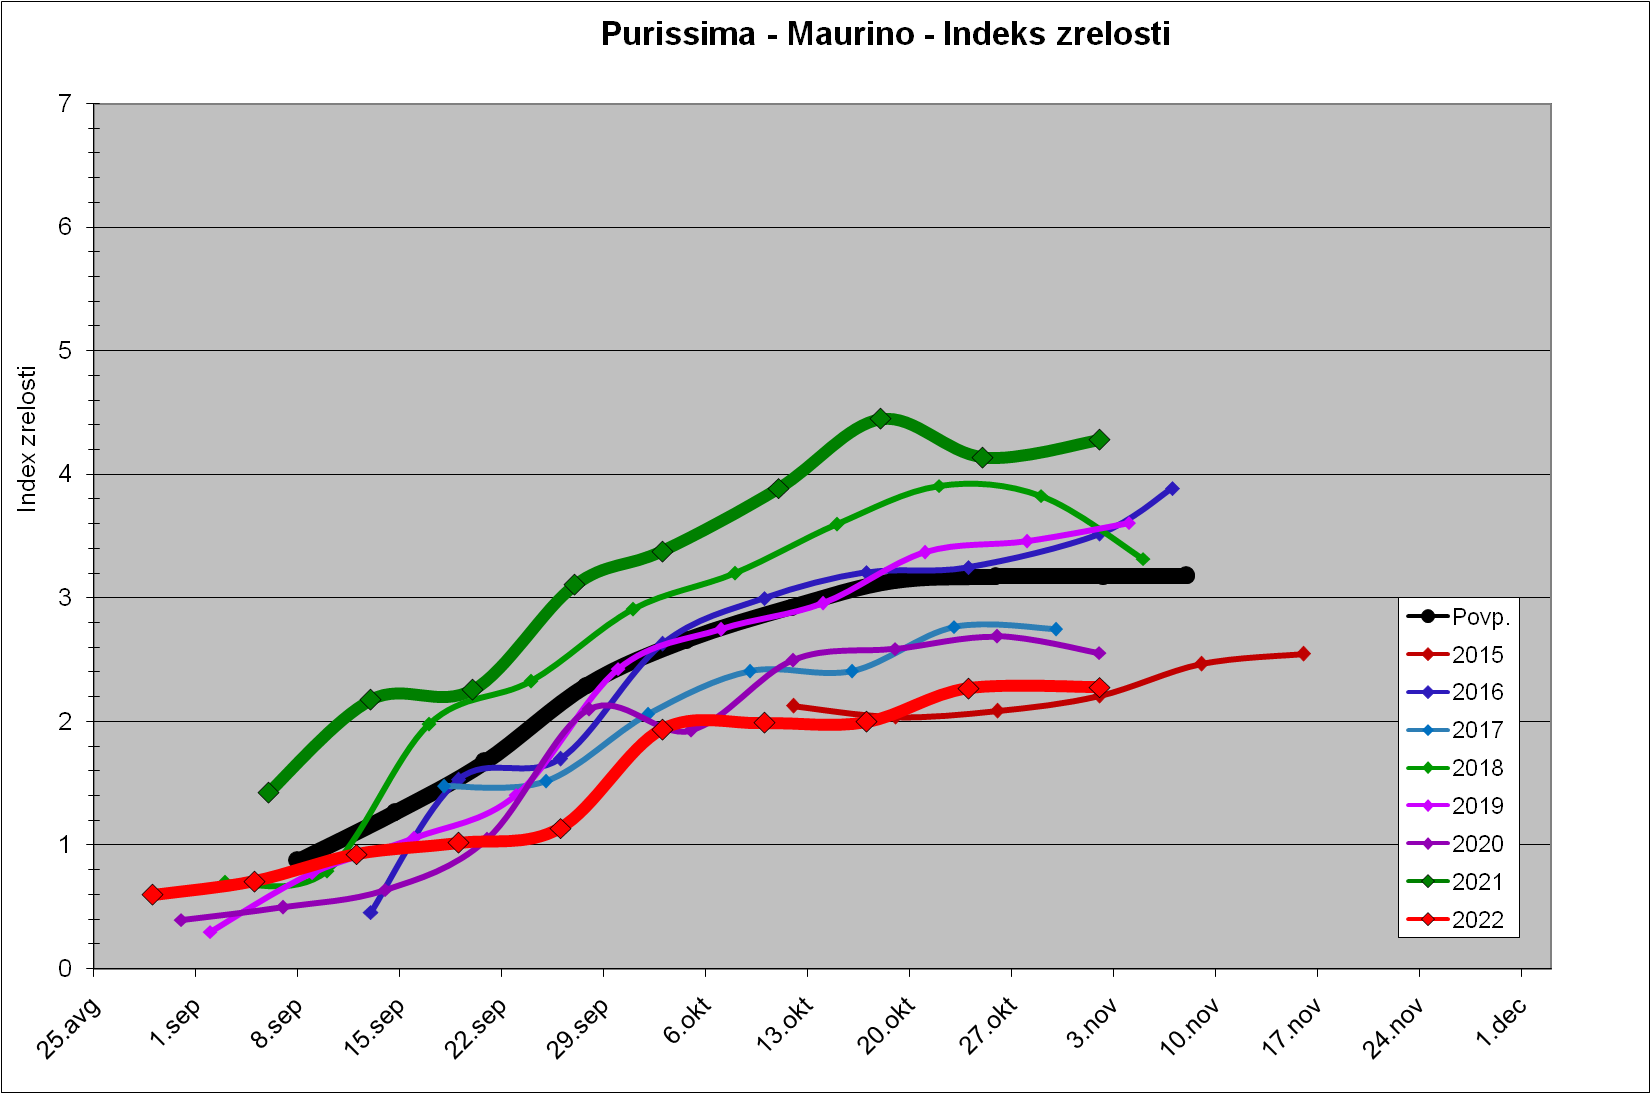 Purissima - Maurino - Indeks zrelosti
Index zrelosti
7
6
5
4
3
2
1
0
25.avg
1.sep
8.sep
15.sep
22.sep
29.sep
6.okt
13.okt
20.okt
27.okt
3.nov
10.nov
17.nov
24.nov
1.dec
Povp.
2015
2016
2017
2018
2019
2020
2021
2022